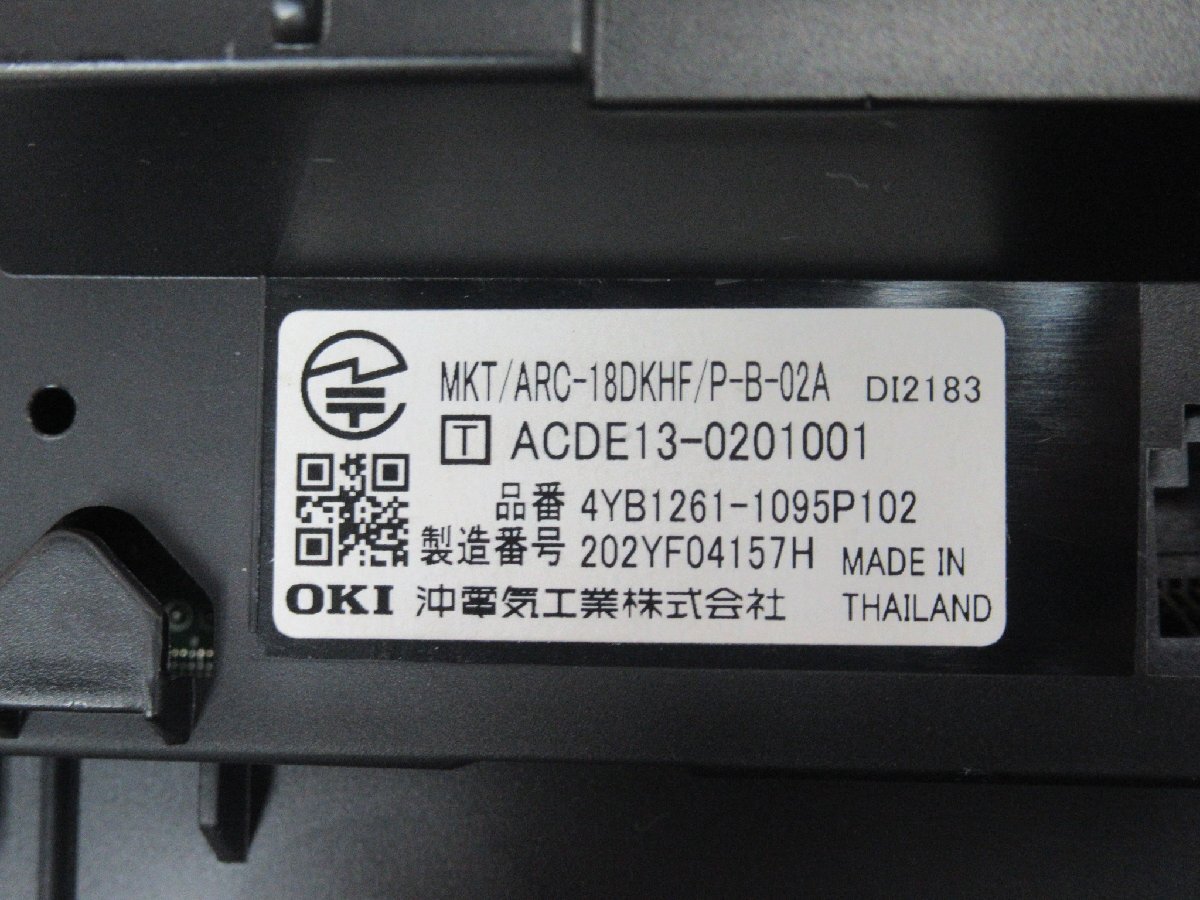 MKT/ARC-18DKHF/P-B-02A DI2183
T ACDE13-0201001
品番 4YB1261-1095P102
製造番号 202YF04157H MADE IN
OKI 沖電気工業株式会社 THAILAND